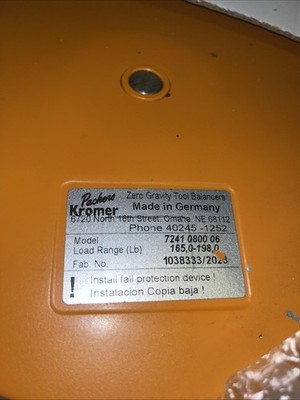 Packers
Kromer
Zero Gravity Tool Balancers
Made in Germany
6720 North 16th Street. Omaha, NE 68112
Phone 40245 -1252
Model 7241 0800 06
Load Range (Lb) 165,0-198,0
Fab. No. 1038333/2023
! Install fall protection device !
Instalacion Copia baja !